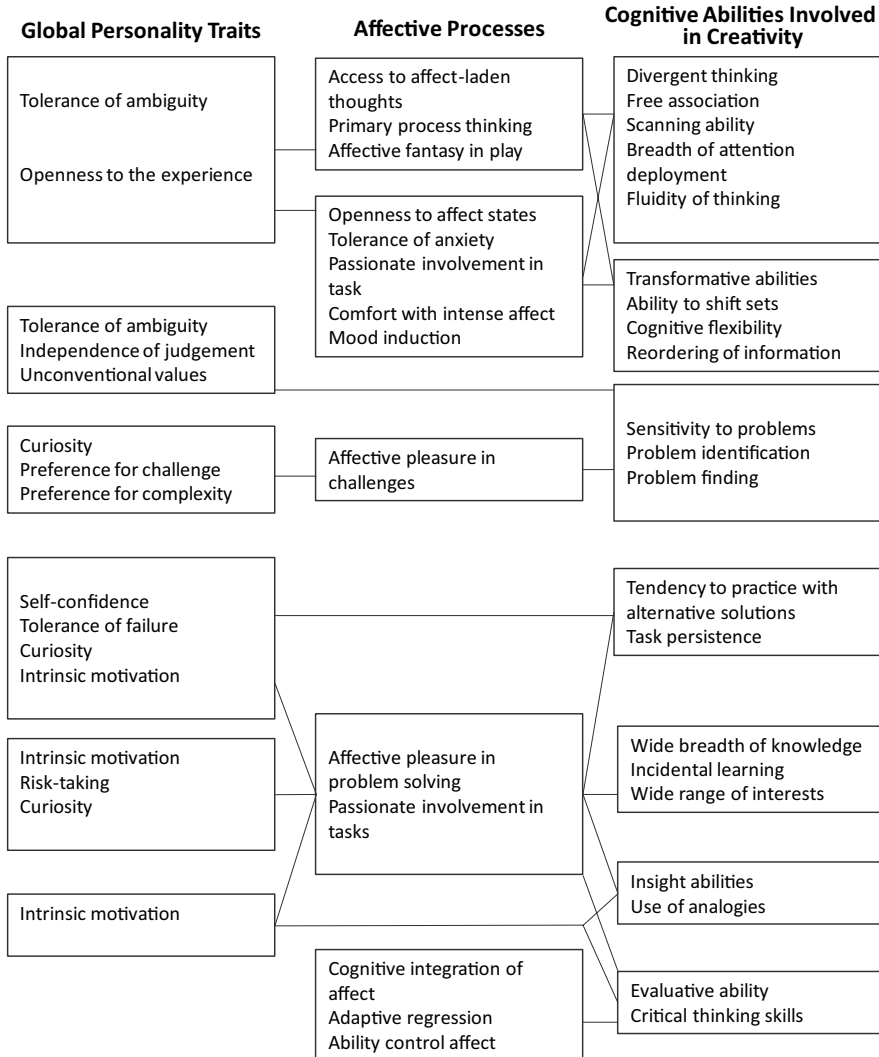 Global Personality Traits
Affective Processes
Cognitive Abilities Involved
in Creativity
Tolerance of ambiguity
Openness to the experience
Access to affect-laden
thoughts
Primary process thinking
Affective fantasy in play
Divergent thinking
Free association
Scanning ability
Breadth of attention
deployment
Fluidity of thinking
Openness to affect states
Tolerance of anxiety
Passionate involvement in
task
Comfort with intense affect
Mood induction
Transformative abilities
Ability to shift sets
Cognitive flexibility
Reordering of information
Tolerance of ambiguity
Independence of judgement
Unconventional values
Sensitivity to problems
Problem identification
Problem finding
Curiosity
Preference for challenge
Preference for complexity
Affective pleasure in
challenges
Self-confidence
Tolerance of failure
Curiosity
Intrinsic motivation
Tendency to practice with
alternative solutions
Task persistence
Intrinsic motivation
Risk-taking
Curiosity
Affective pleasure in
problem solving
Passionate involvement in
tasks
Wide breadth of knowledge
Incidental learning
Wide range of interests
Intrinsic motivation
Insight abilities
Use of analogies
Cognitive integration of
affect
Adaptive regression
Ability control affect
Evaluative ability
Critical thinking skills